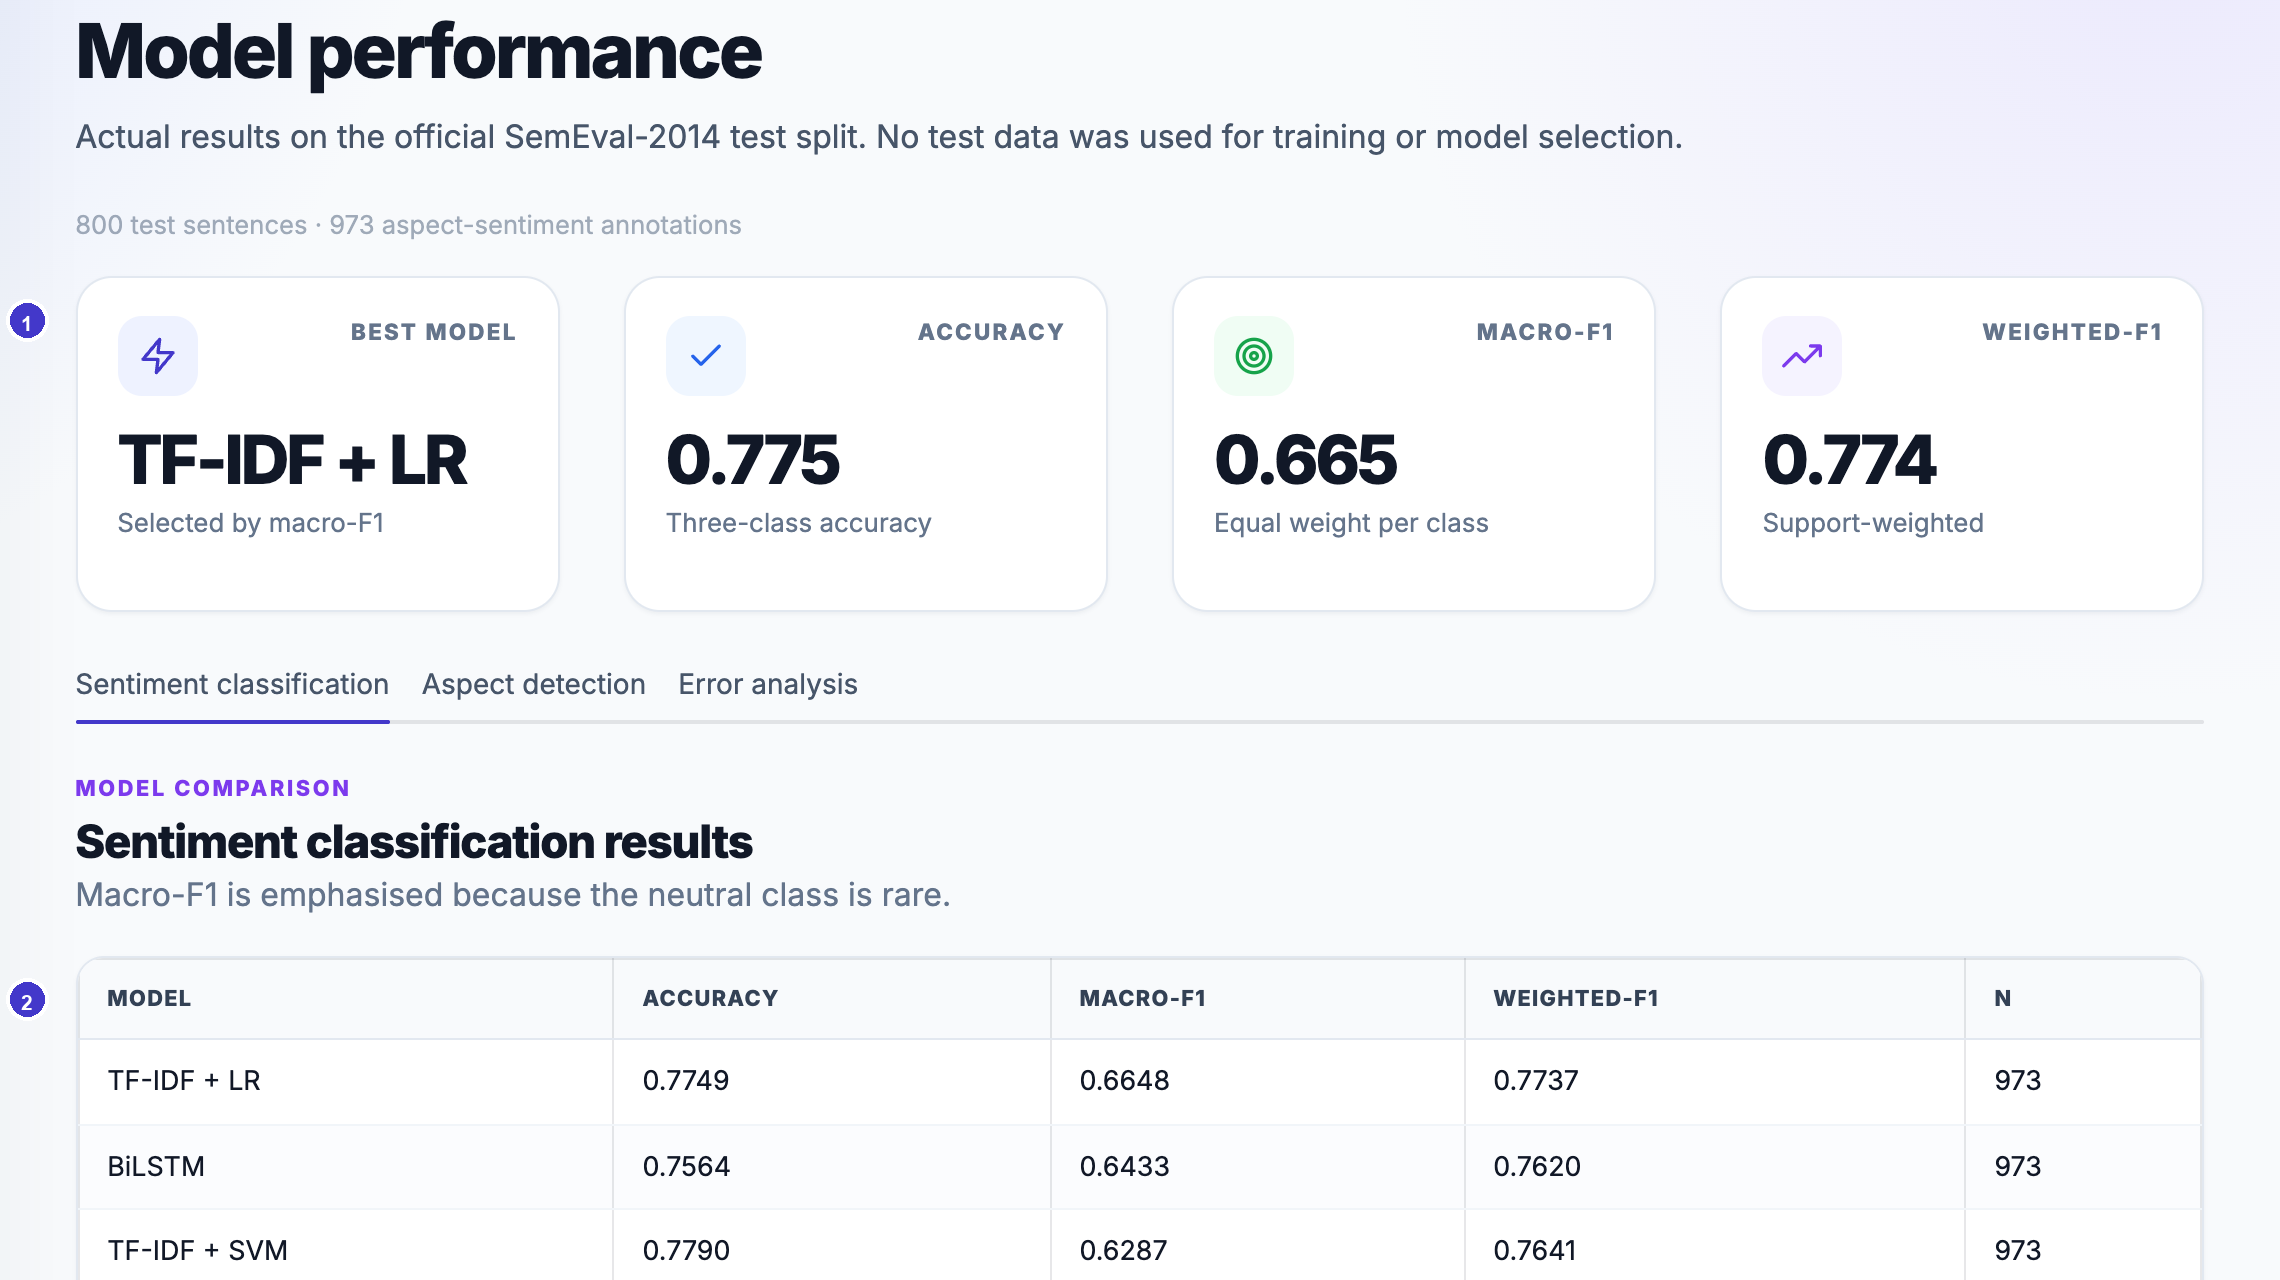 Model performance
Actual results on the official SemEval-2014 test split. No test data was used for training or model selection.
800 test sentences · 973 aspect-sentiment annotations
1
BEST MODEL
TF-IDF + LR
Selected by macro-F1
ACCURACY
0.775
Three-class accuracy
MACRO-F1
0.665
Equal weight per class
WEIGHTED-F1
0.774
Support-weighted
Sentiment classification Aspect detection Error analysis
MODEL COMPARISON
Sentiment classification results
Macro-F1 is emphasised because the neutral class is rare.
2
MODEL ACCURACY MACRO-F1 WEIGHTED-F1 N
TF-IDF + LR 0.7749 0.6648 0.7737 973
BiLSTM 0.7564 0.6433 0.7620 973
TF-IDF + SVM 0.7790 0.6287 0.7641 973